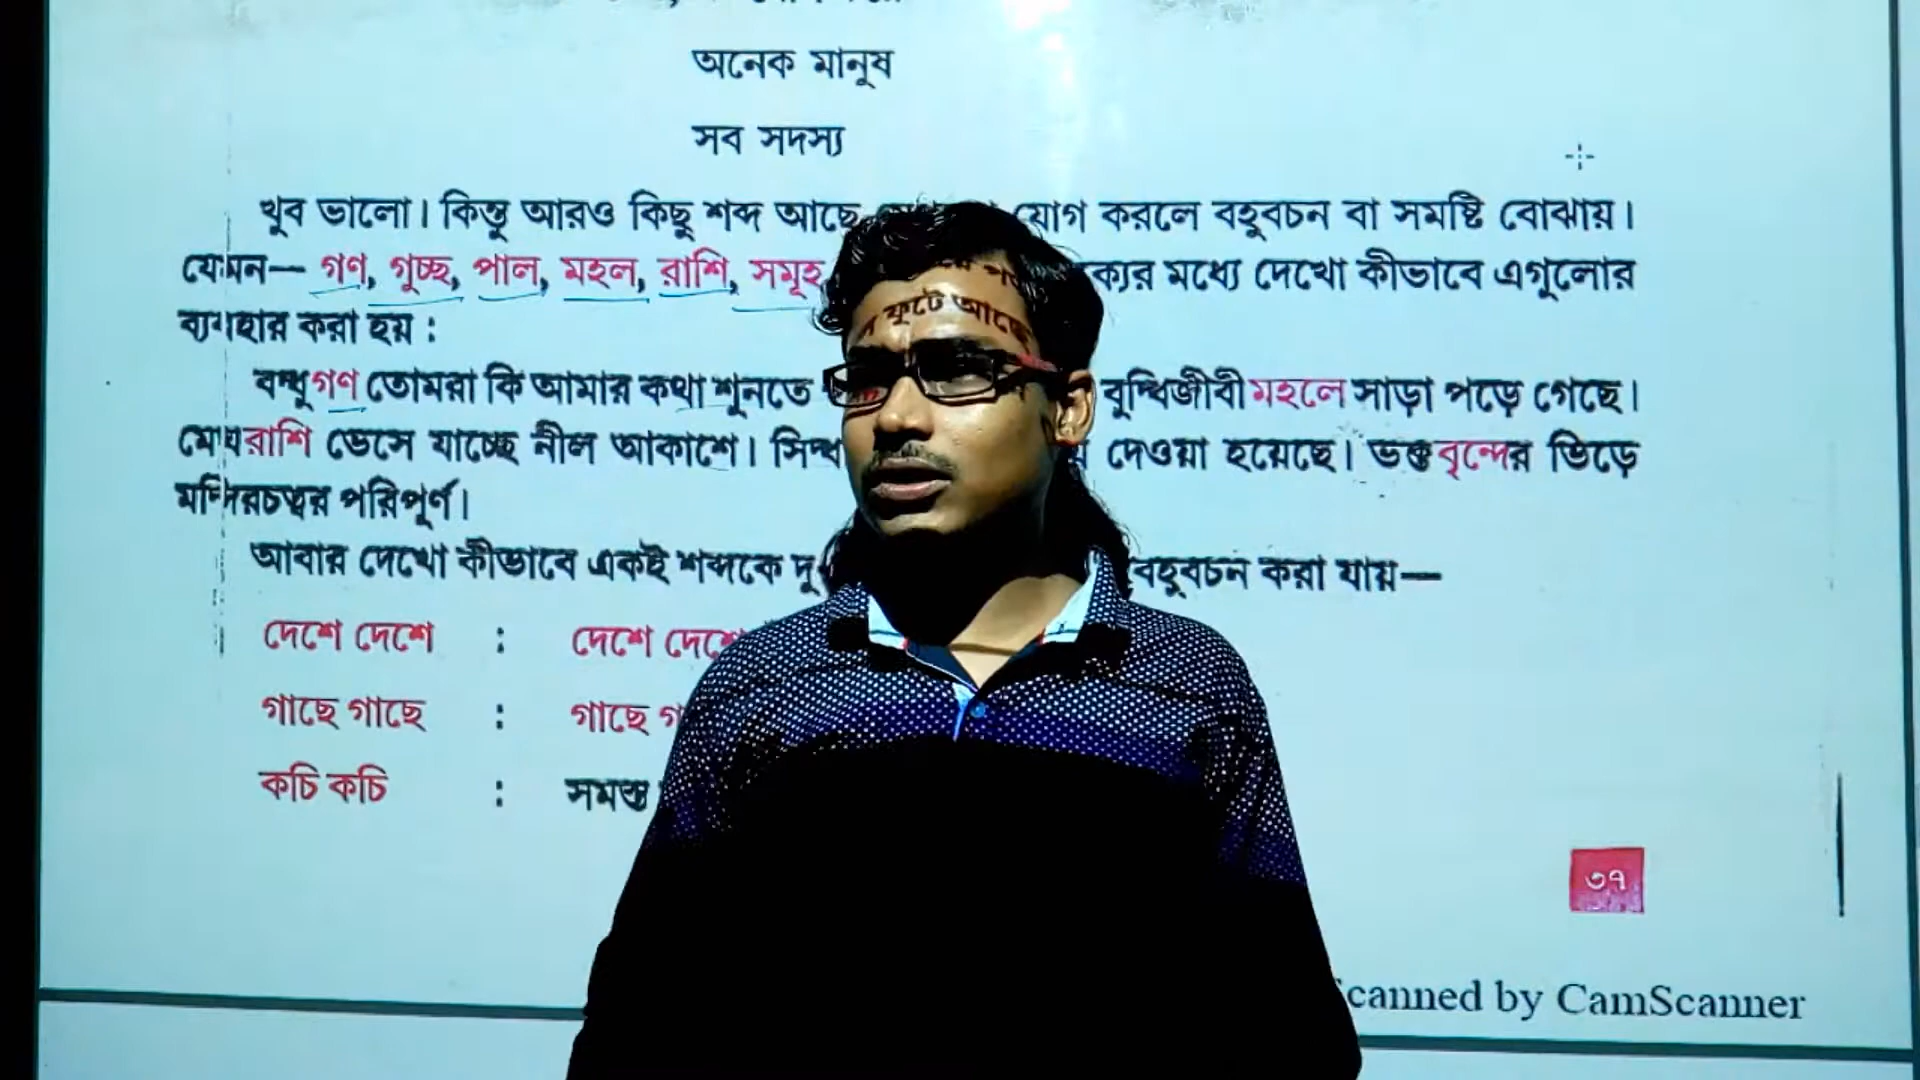 অনেক মানুষ
সব সদস্য
খুব ভালো। কিন্তু আরও কিছু শব্দ আছে যোগ করলে বহুবচন বা সমষ্টি বোঝায়।
যেমন— গণ, গুচ্ছ, পাল, মহল, রাশি, সমূহ মধ্যে দেখো কীভাবে এগুলোর
ফুটে আছে
ব্যবহার করা হয় :
বন্ধুগণ তোমরা কি আমার কথা শুনতে বুদ্ধিজীবী মহলে সাড়া পড়ে গেছে।
মেঘরাশি ভেসে যাচ্ছে নীল আকাশে। দেওয়া হয়েছে। ভক্তবৃন্দের ভিড়ে
মন্দিরচত্বর পরিপূর্ণ।
আবার দেখো কীভাবে একই শব্দকে বহুবচন করা যায়—
দেশে দেশে : দেশে দেশে
গাছে গাছে : গাছে
কচি কচি : সমস্ত
৩৭
Scanned by CamScanner